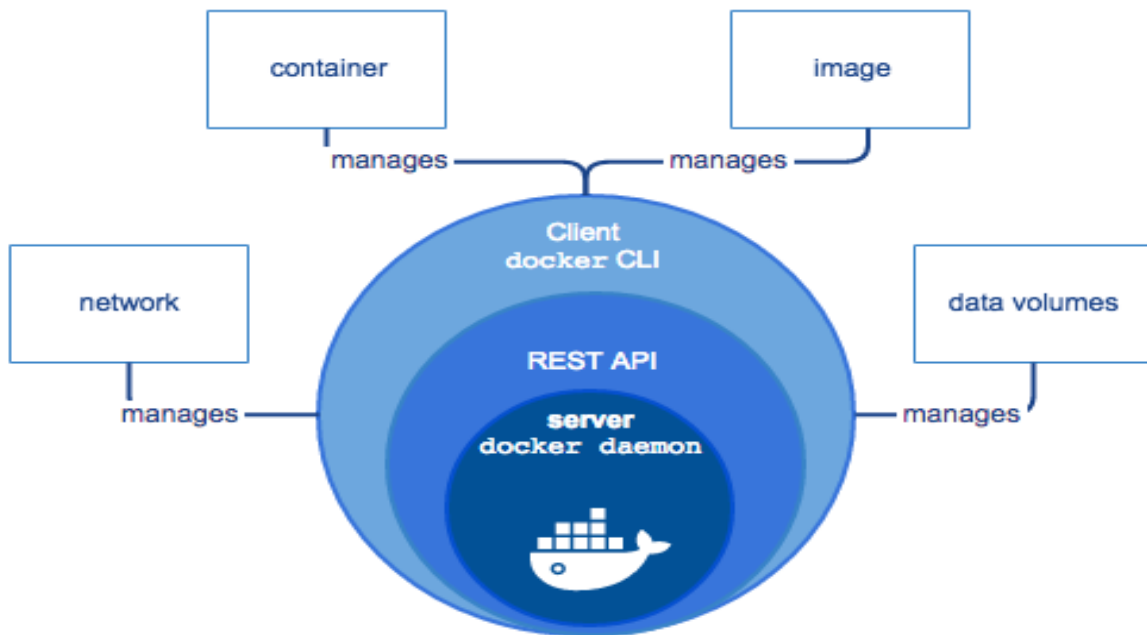 container
image
manages
manages
Client
docker CLI
network
data volumes
REST API
manages
manages
server
docker daemon